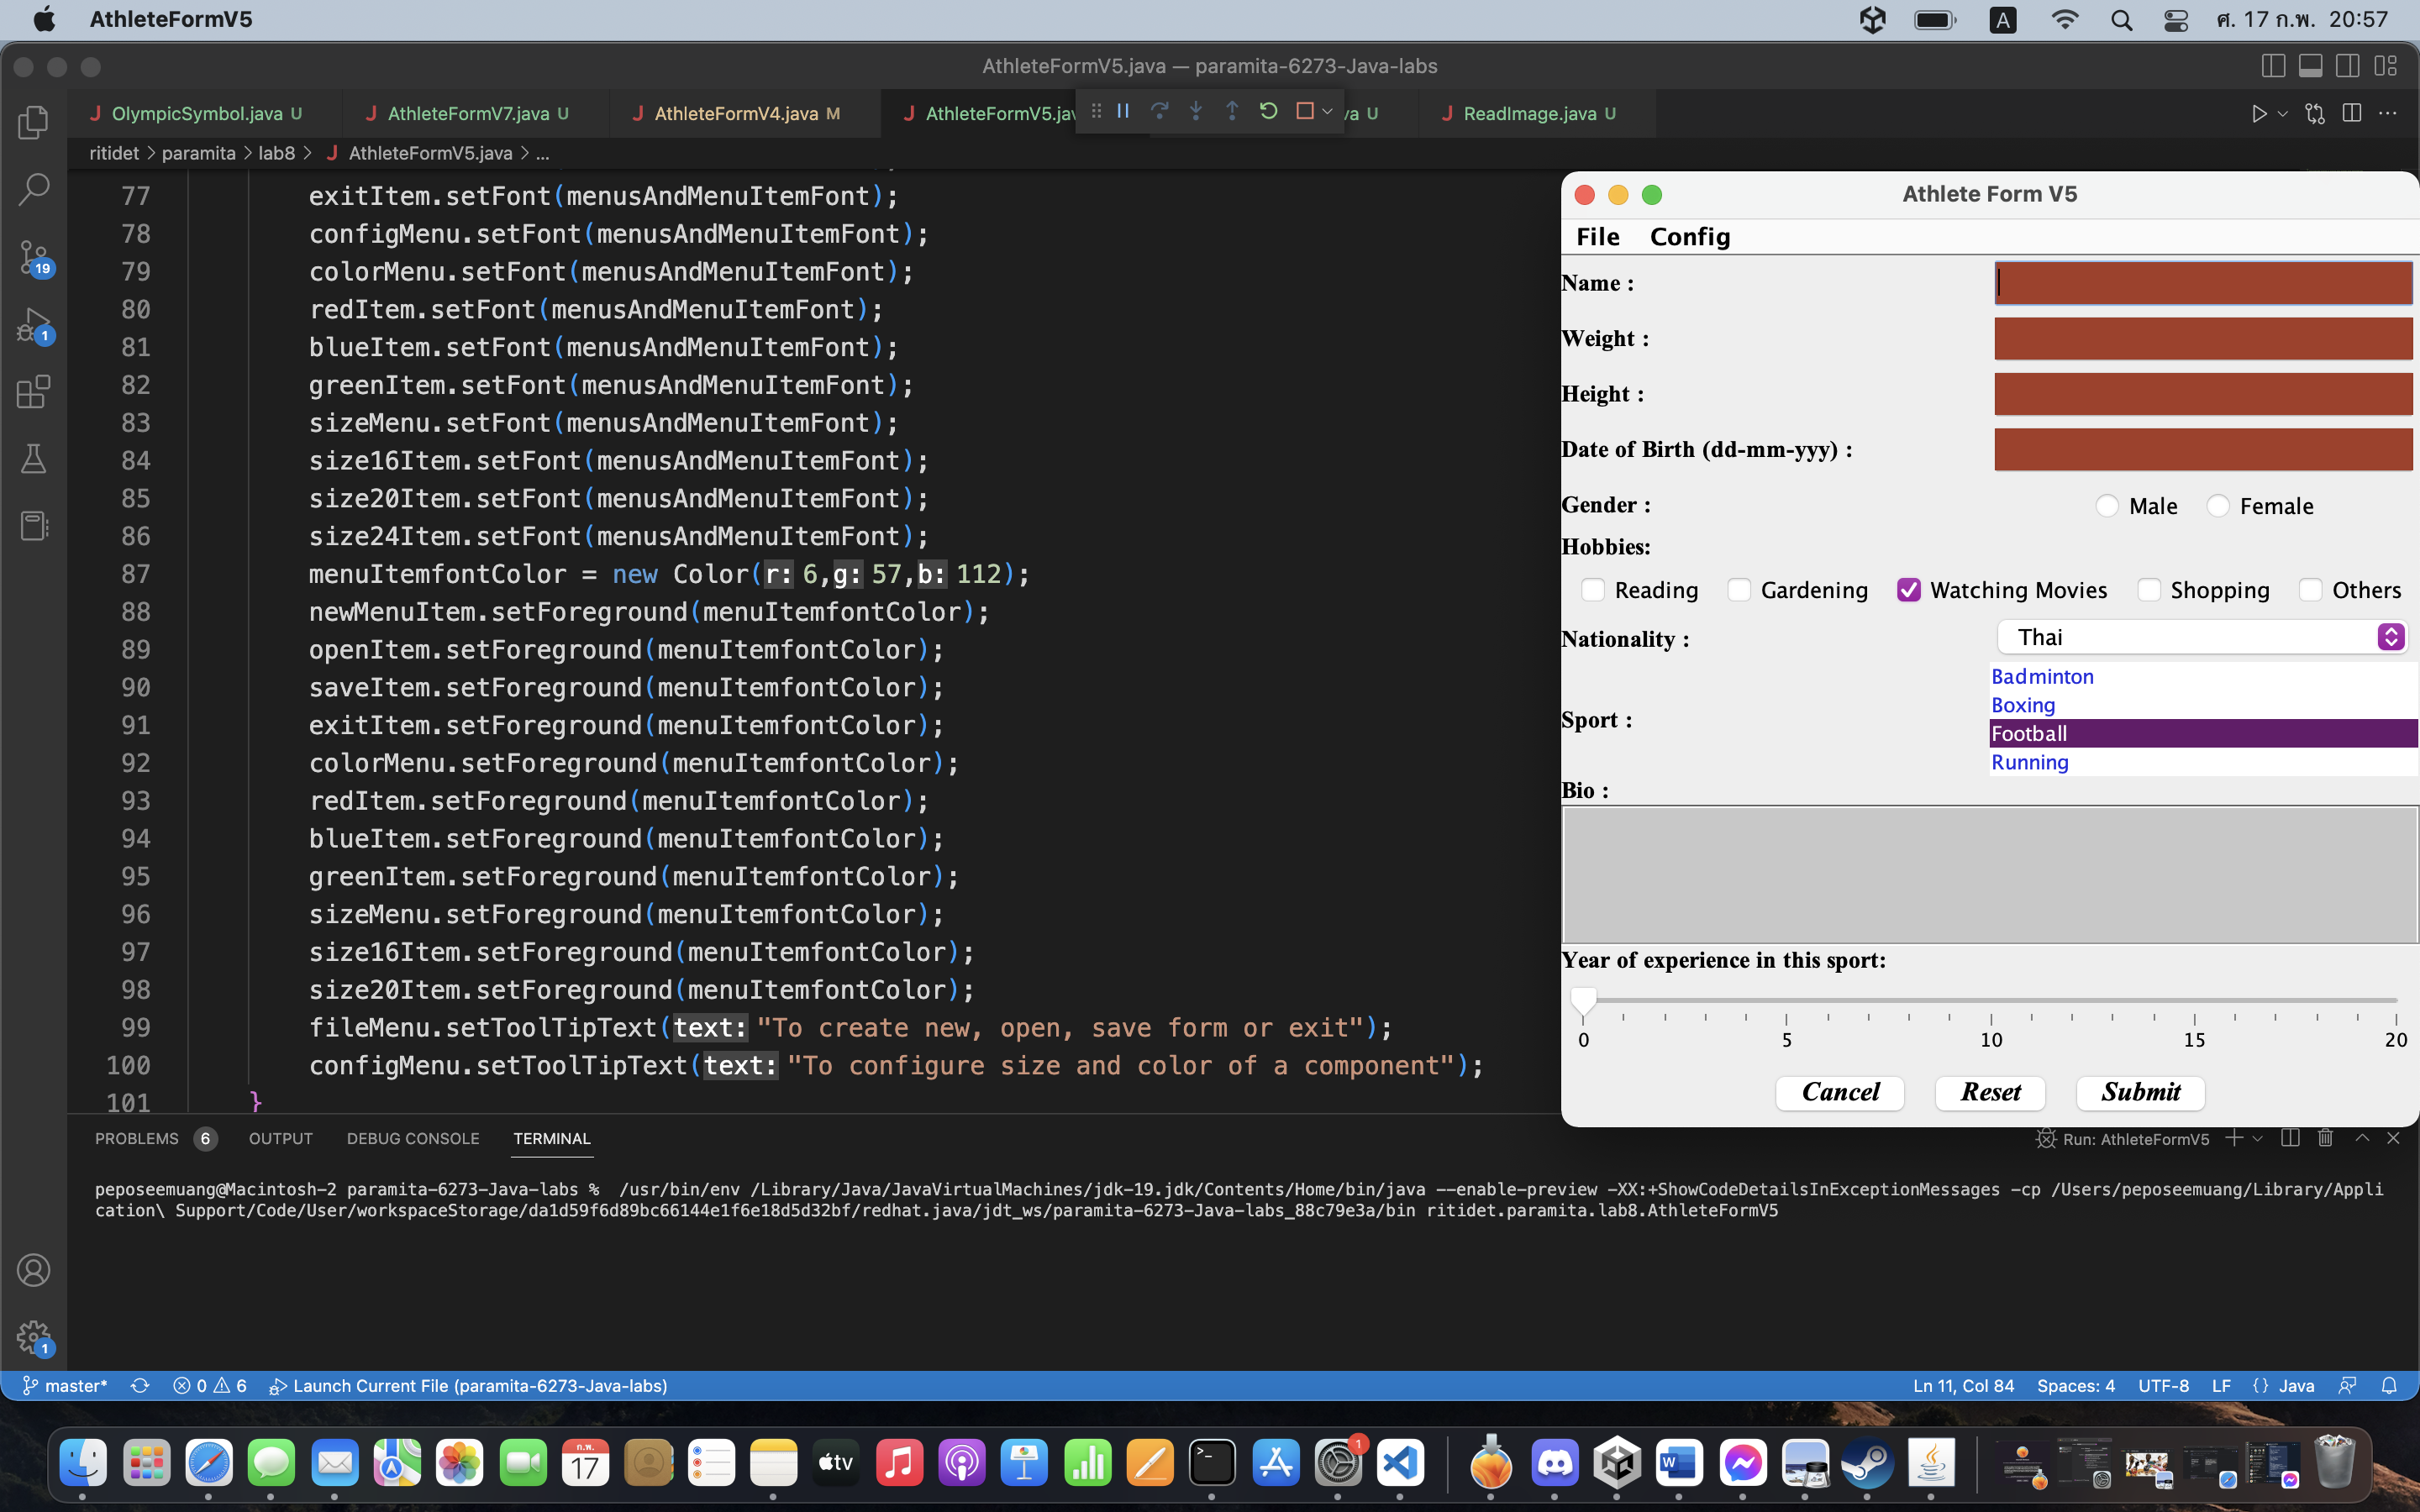 AthleteFormV5
A
ศ. 17 ก.พ. 20:57
AthleteFormV5.java — paramita-6273-Java-labs
OlympicSymbol.java U
AthleteFormV7.java U
AthleteFormV4.java M
AthleteFormV5.jav
va U
ReadImage.java U
ritidet > paramita > lab8 > AthleteFormV5.java > ...
77 exitItem.setFont(menusAndMenuItemFont);
78 configMenu.setFont(menusAndMenuItemFont);
79 colorMenu.setFont(menusAndMenuItemFont);
80 redItem.setFont(menusAndMenuItemFont);
81 blueItem.setFont(menusAndMenuItemFont);
82 greenItem.setFont(menusAndMenuItemFont);
83 sizeMenu.setFont(menusAndMenuItemFont);
84 size16Item.setFont(menusAndMenuItemFont);
85 size20Item.setFont(menusAndMenuItemFont);
86 size24Item.setFont(menusAndMenuItemFont);
87 menuItemfontColor = new Color(r: 6,g: 57,b: 112);
88 newMenuItem.setForeground(menuItemfontColor);
89 openItem.setForeground(menuItemfontColor);
90 saveItem.setForeground(menuItemfontColor);
91 exitItem.setForeground(menuItemfontColor);
92 colorMenu.setForeground(menuItemfontColor);
93 redItem.setForeground(menuItemfontColor);
94 blueItem.setForeground(menuItemfontColor);
95 greenItem.setForeground(menuItemfontColor);
96 sizeMenu.setForeground(menuItemfontColor);
97 size16Item.setForeground(menuItemfontColor);
98 size20Item.setForeground(menuItemfontColor);
99 fileMenu.setToolTipText(text: "To create new, open, save form or exit");
100 configMenu.setToolTipText(text: "To configure size and color of a component");
101 }
Athlete Form V5
File Config
Name :
Weight :
Height :
Date of Birth (dd-mm-yyy) :
Gender : Male Female
Hobbies:
Reading Gardening Watching Movies Shopping Others
Nationality : Thai
Badminton
Boxing
Sport :
Football
Running
Bio :
Year of experience in this sport:
0 5 10 15 20
Cancel Reset Submit
19
1
1
PROBLEMS 6 OUTPUT DEBUG CONSOLE TERMINAL
Run: AthleteFormV5
peposeemuang@Macintosh-2 paramita-6273-Java-labs % /usr/bin/env /Library/Java/JavaVirtualMachines/jdk-19.jdk/Contents/Home/bin/java --enable-preview -XX:+ShowCodeDetailsInExceptionMessages -cp /Users/peposeemuang/Library/Appli
cation\ Support/Code/User/workspaceStorage/da1d59f6d89bc66144e1f6e18d5d32bf/redhat.java/jdt_ws/paramita-6273-Java-labs_88c79e3a/bin ritidet.paramita.lab8.AthleteFormV5
master* 0 6 Launch Current File (paramita-6273-Java-labs)
Ln 11, Col 84 Spaces: 4 UTF-8 LF {} Java
ก.พ.
17
tv
1
W